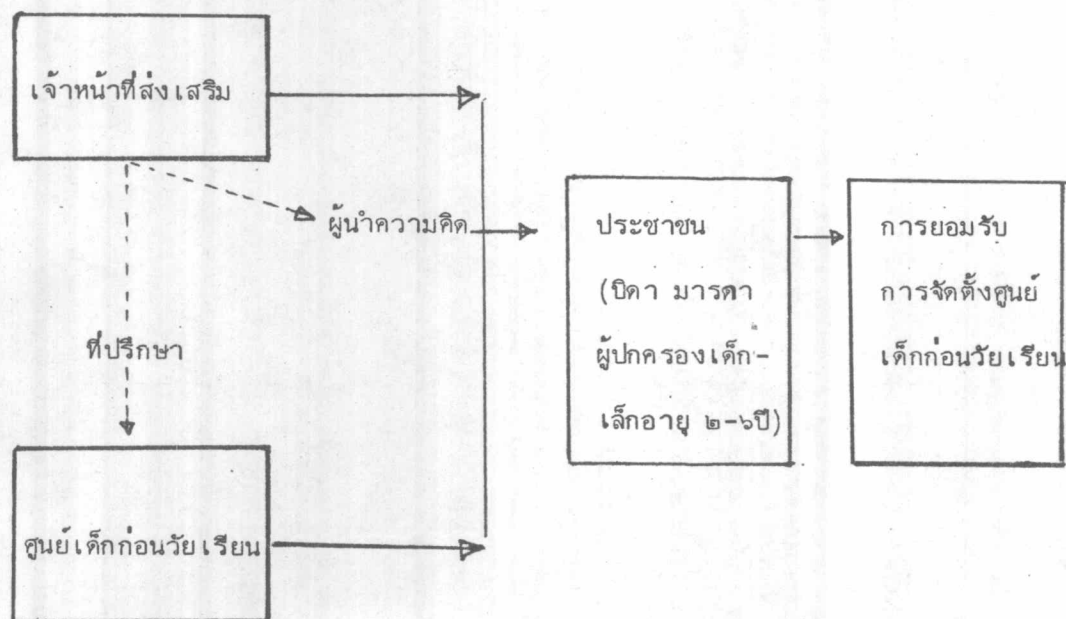 เจ้าหน้าที่ส่งเสริม
ผู้นำความคิด
ที่ปรึกษา
ศูนย์เด็กก่อนวัยเรียน
ประชาชน
(บิดา มารดา
ผู้ปกครองเด็ก-
เล็กอายุ ๒-๖ปี)
การยอมรับ
การจัดตั้งศูนย์
เด็กก่อนวัยเรียน